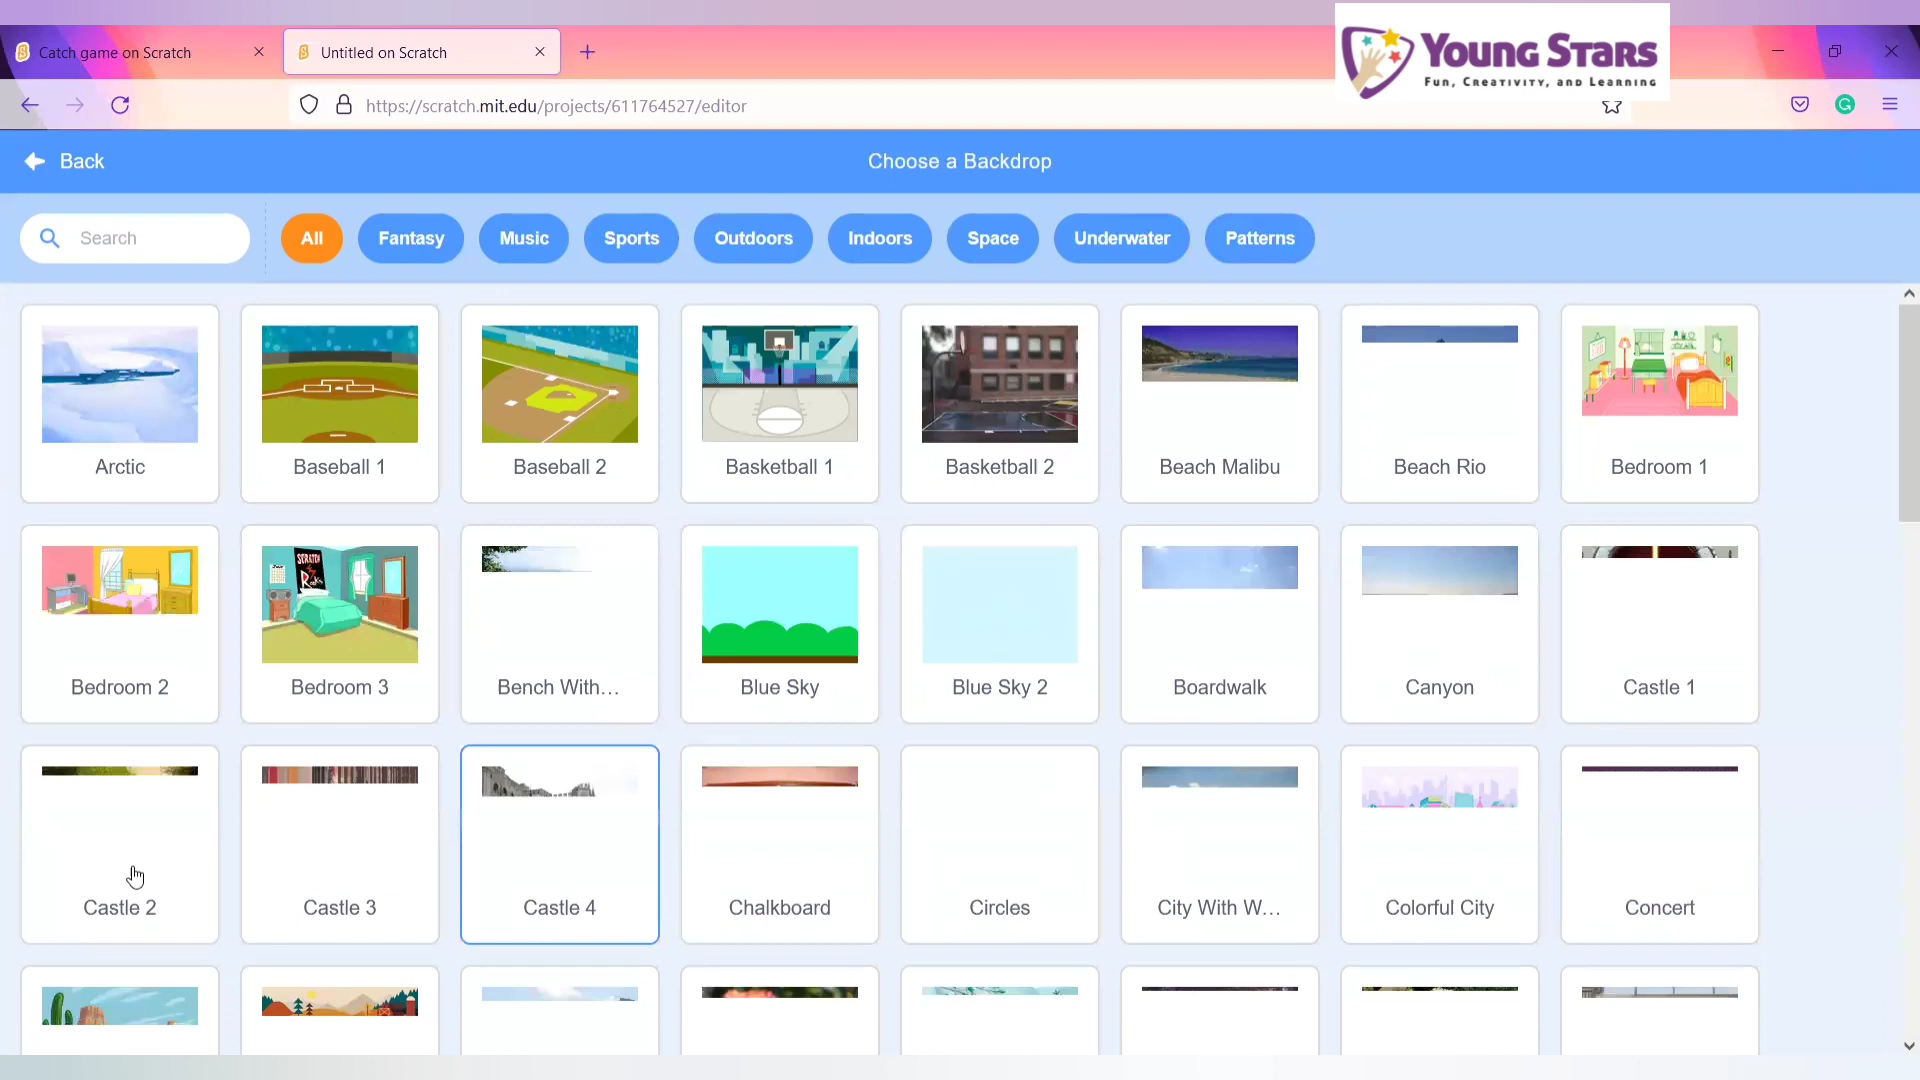 Catch game on Scratch
Untitled on Scratch
Young Stars
Fun, Creativity, and Learning
https://scratch.mit.edu/projects/611764527/editor
G
Back
Choose a Backdrop
Search
All
Fantasy
Music
Sports
Outdoors
Indoors
Space
Underwater
Patterns
Arctic
Baseball 1
Baseball 2
Basketball 1
Basketball 2
Beach Malibu
Beach Rio
Bedroom 1
SCRATCH
Rocks
Bedroom 2
Bedroom 3
Bench With...
Blue Sky
Blue Sky 2
Boardwalk
Canyon
Castle 1
Castle 2
Castle 3
Castle 4
Chalkboard
Circles
City With W...
Colorful City
Concert